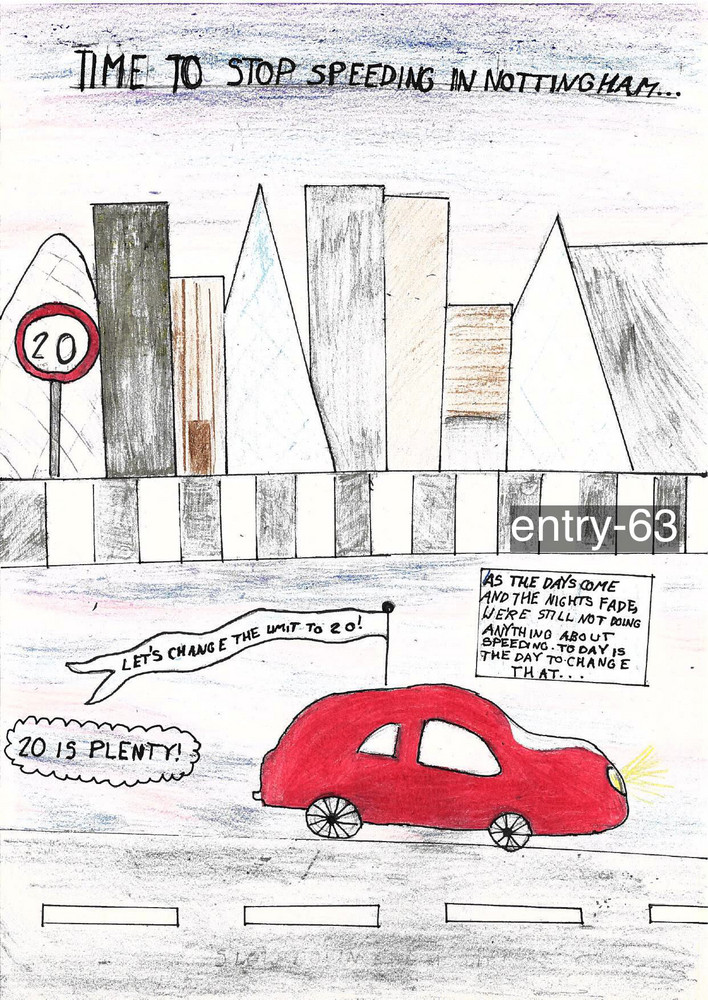 TIME TO STOP SPEEDING IN NOTTINGHAM...
20
entry-63
AS THE DAYS COME
AND THE NIGHTS FADE,
WE'RE STILL NOT DOING
ANYTHING ABOUT
SPEEDING. TODAY IS
THE DAY TO CHANGE
THAT...
LET'S CHANGE THE LIMIT TO 20!
20 IS PLENTY!